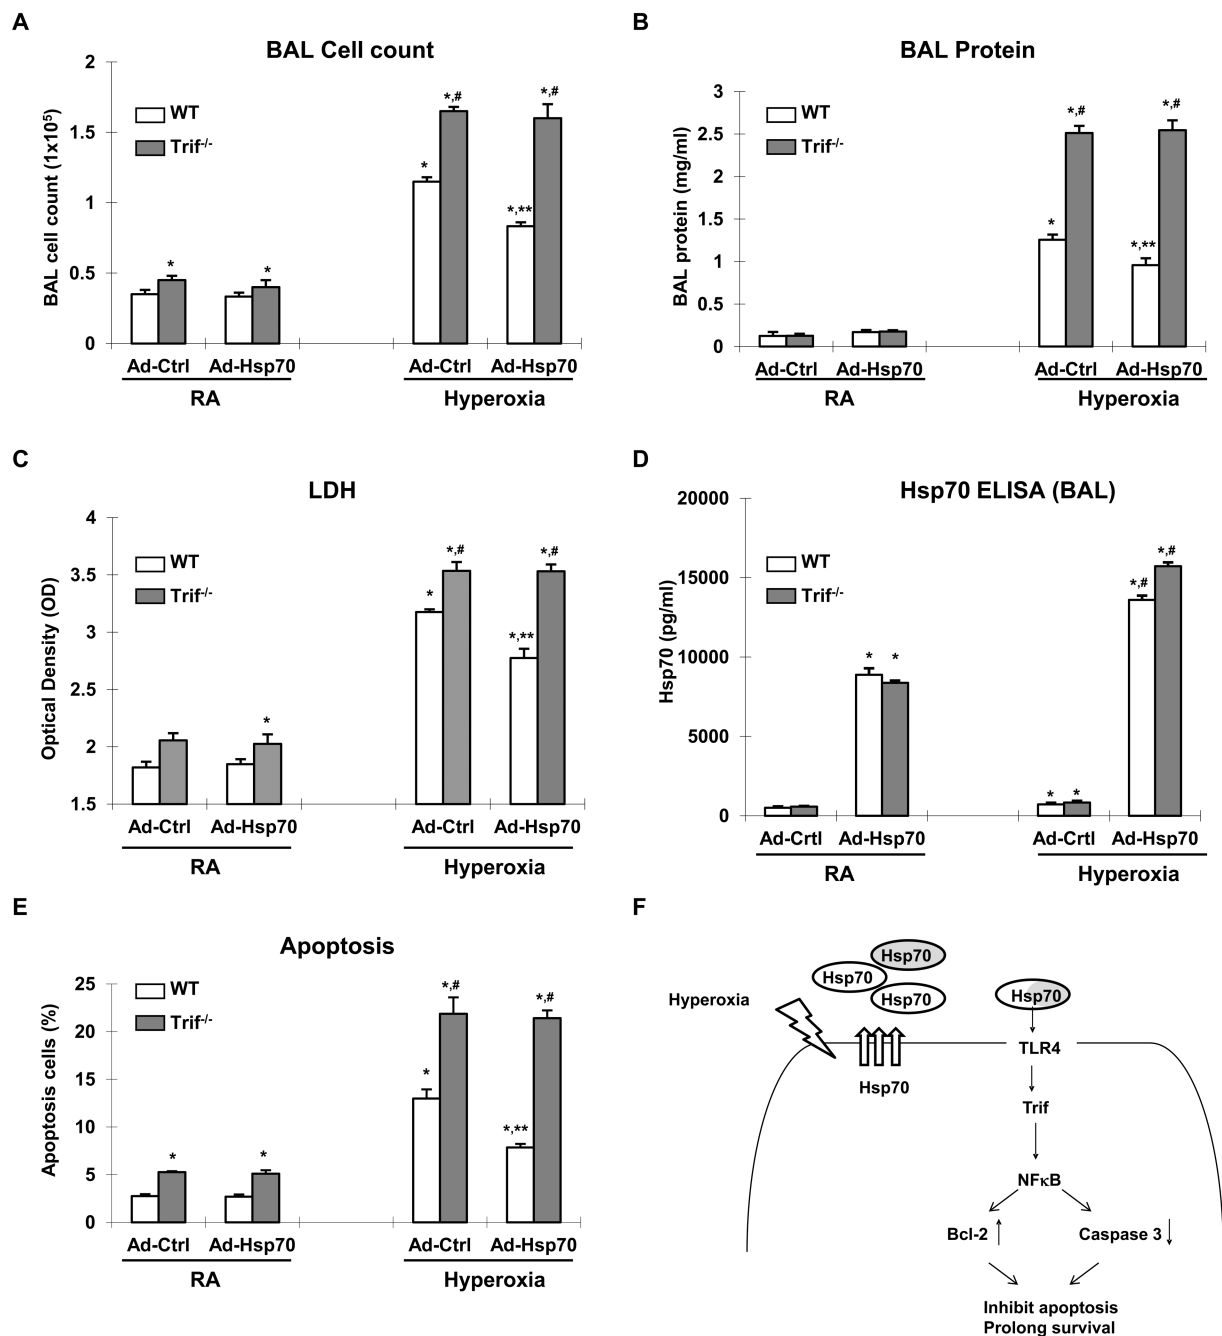 A
BAL Cell count
BAL cell count (1x10⁵)
2
1.5
1
0.5
0
WT
Trif-/-
*
*
*
*,#
*,**
*,#
Ad-Ctrl
Ad-Hsp70
Ad-Ctrl
Ad-Hsp70
RA
Hyperoxia
B
BAL Protein
BAL protein (mg/ml)
3
2.5
2
1.5
1
0.5
0
WT
Trif-/-
*
*,#
*,**
*,#
Ad-Ctrl
Ad-Hsp70
Ad-Ctrl
Ad-Hsp70
RA
Hyperoxia
C
LDH
Optical Density (OD)
4
3.5
3
2.5
2
1.5
WT
Trif-/-
*
*
*,#
*,**
*,#
Ad-Ctrl
Ad-Hsp70
Ad-Ctrl
Ad-Hsp70
RA
Hyperoxia
D
Hsp70 ELISA (BAL)
Hsp70 (pg/ml)
20000
15000
10000
5000
0
WT
Trif-/-
*
*
*
*
*,#
*,#
Ad-Crtl
Ad-Hsp70
Ad-Crtl
Ad-Hsp70
RA
Hyperoxia
E
Apoptosis
Apoptosis cells (%)
25
20
15
10
5
0
WT
Trif-/-
*
*
*
*,#
*,**
*,#
Ad-Ctrl
Ad-Hsp70
Ad-Ctrl
Ad-Hsp70
RA
Hyperoxia
F
Hsp70
Hsp70
Hsp70
Hsp70
Hyperoxia
Hsp70
TLR4
Trif
NFκB
Bcl-2
Caspase 3
Inhibit apoptosis
Prolong survival